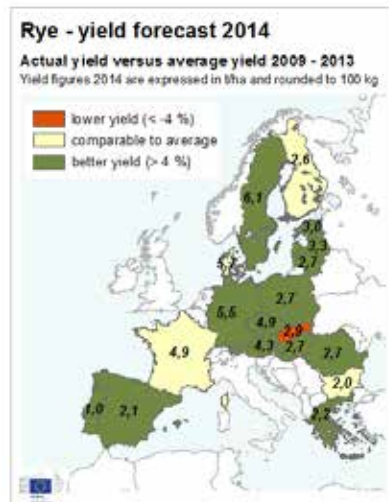 Rye - yield forecast 2014
Actual yield versus average yield 2009 - 2013
Yield figures 2014 are expressed in t/ha and rounded to 100 kg
lower yield (< -4 %)
comparable to average
better yield (> 4 %)
2,6
6,1
3,0
3,3
2,7
5,5
2,7
4,9
2,9
4,3
2,7
2,7
4,9
2,0
1,0
2,1
2,2